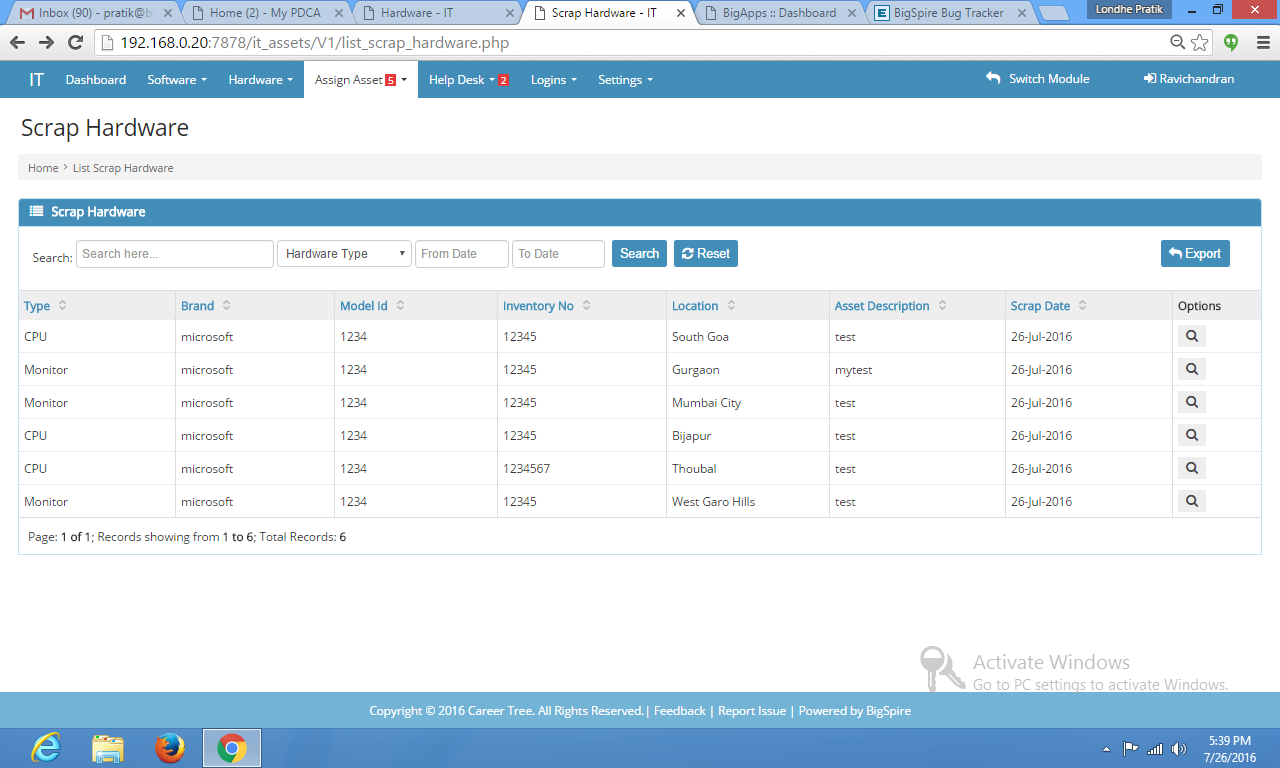 Inbox (90) - pratik@b
Home (2) - My PDCA
Hardware - IT
Scrap Hardware - IT
BigApps :: Dashboard
BigSpire Bug Tracker
Londhe Pratik
192.168.0.20:7878/it_assets/V1/list_scrap_hardware.php
IT Dashboard Software Hardware Assign Asset 5 Help Desk 2 Logins Settings Switch Module Ravichandran
Scrap Hardware
Home > List Scrap Hardware
Scrap Hardware
Search: Search here... Hardware Type From Date To Date Search Reset Export
Type Brand Model Id Inventory No Location Asset Description Scrap Date Options
CPU microsoft 1234 12345 South Goa test 26-Jul-2016
Monitor microsoft 1234 12345 Gurgaon mytest 26-Jul-2016
Monitor microsoft 1234 12345 Mumbai City test 26-Jul-2016
CPU microsoft 1234 12345 Bijapur test 26-Jul-2016
CPU microsoft 1234 1234567 Thoubal test 26-Jul-2016
Monitor microsoft 1234 12345 West Garo Hills test 26-Jul-2016
Page: 1 of 1; Records showing from 1 to 6; Total Records: 6
Activate Windows
Go to PC settings to activate Windows.
Copyright © 2016 Career Tree. All Rights Reserved. | Feedback | Report Issue | Powered by BigSpire
5:39 PM
7/26/2016